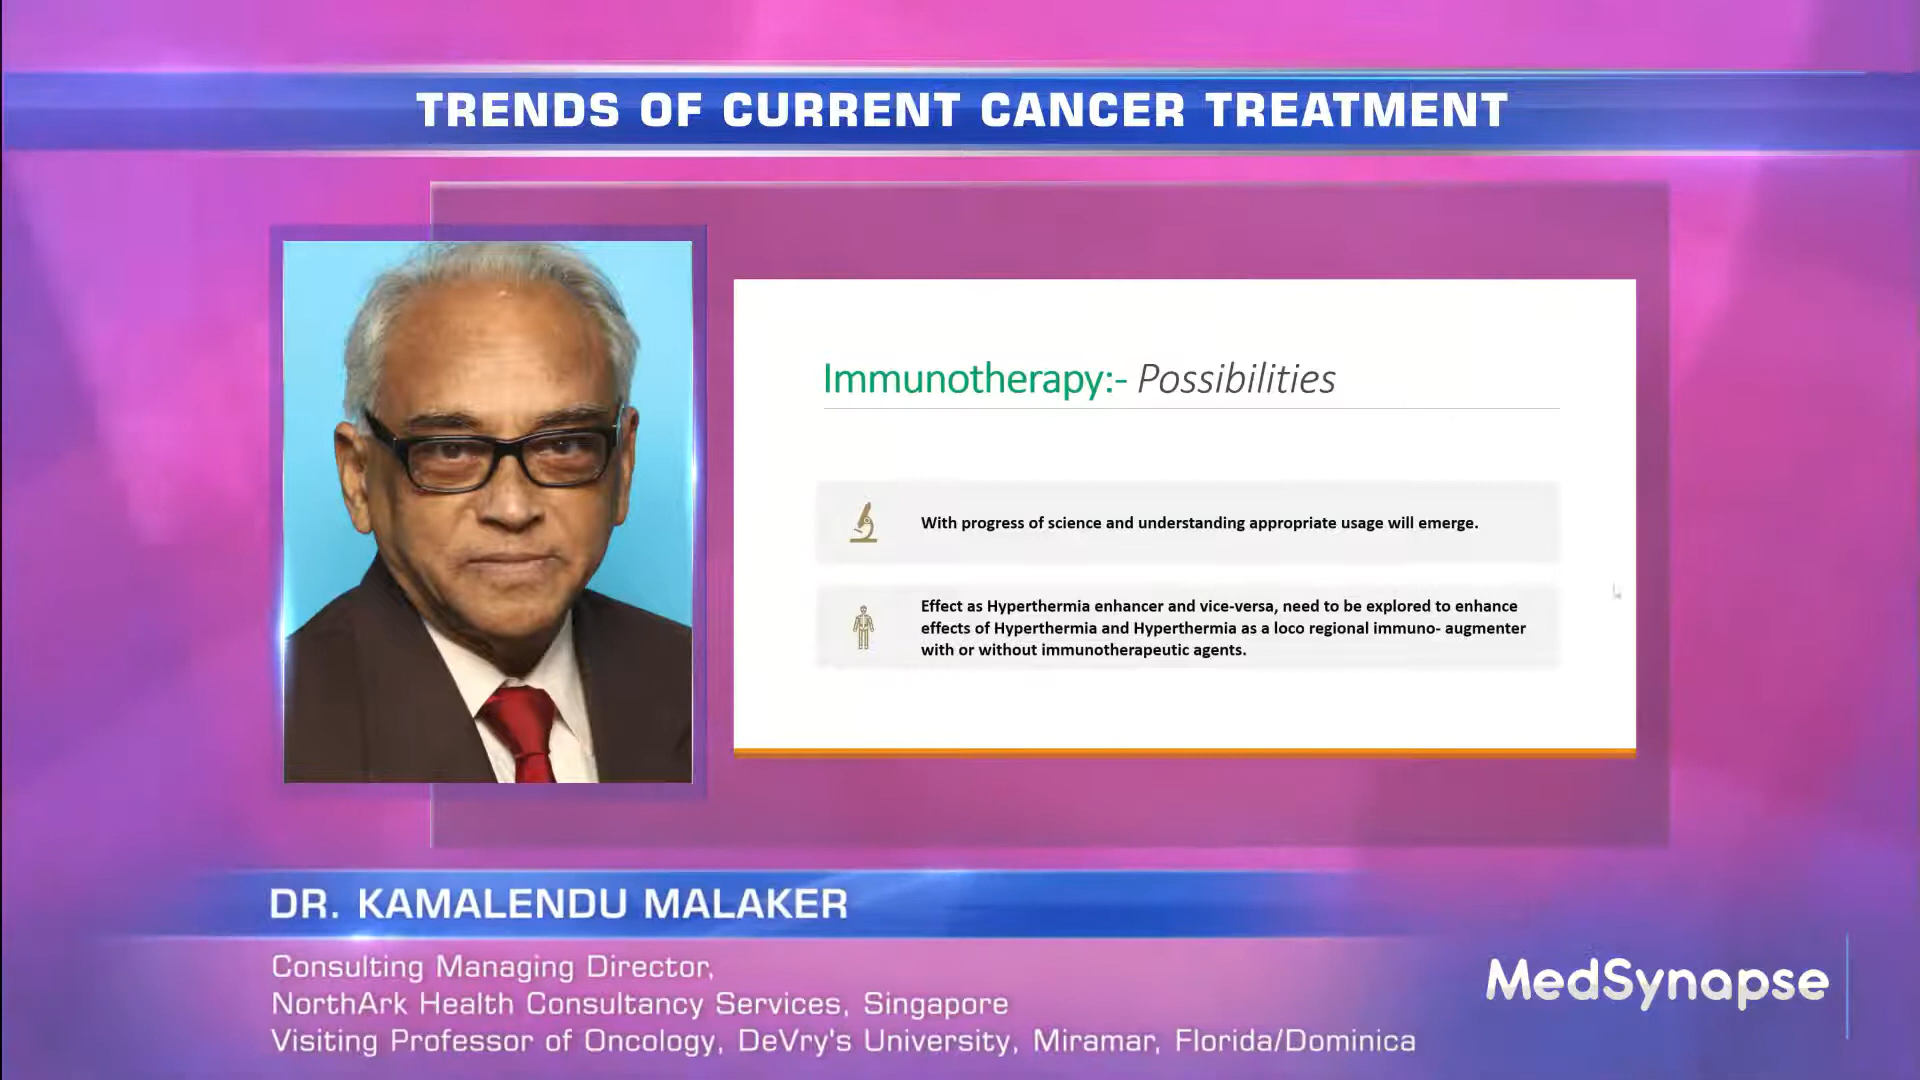 TRENDS OF CURRENT CANCER TREATMENT
Immunotherapy:- Possibilities
With progress of science and understanding appropriate usage will emerge.
Effect as Hyperthermia enhancer and vice-versa, need to be explored to enhance
effects of Hyperthermia and Hyperthermia as a loco regional immuno- augmenter
with or without immunotherapeutic agents.
DR. KAMALENDU MALAKER
Consulting Managing Director,
NorthArk Health Consultancy Services, Singapore
Visiting Professor of Oncology, DeVry's University, Miramar, Florida/Dominica
MedSynapse